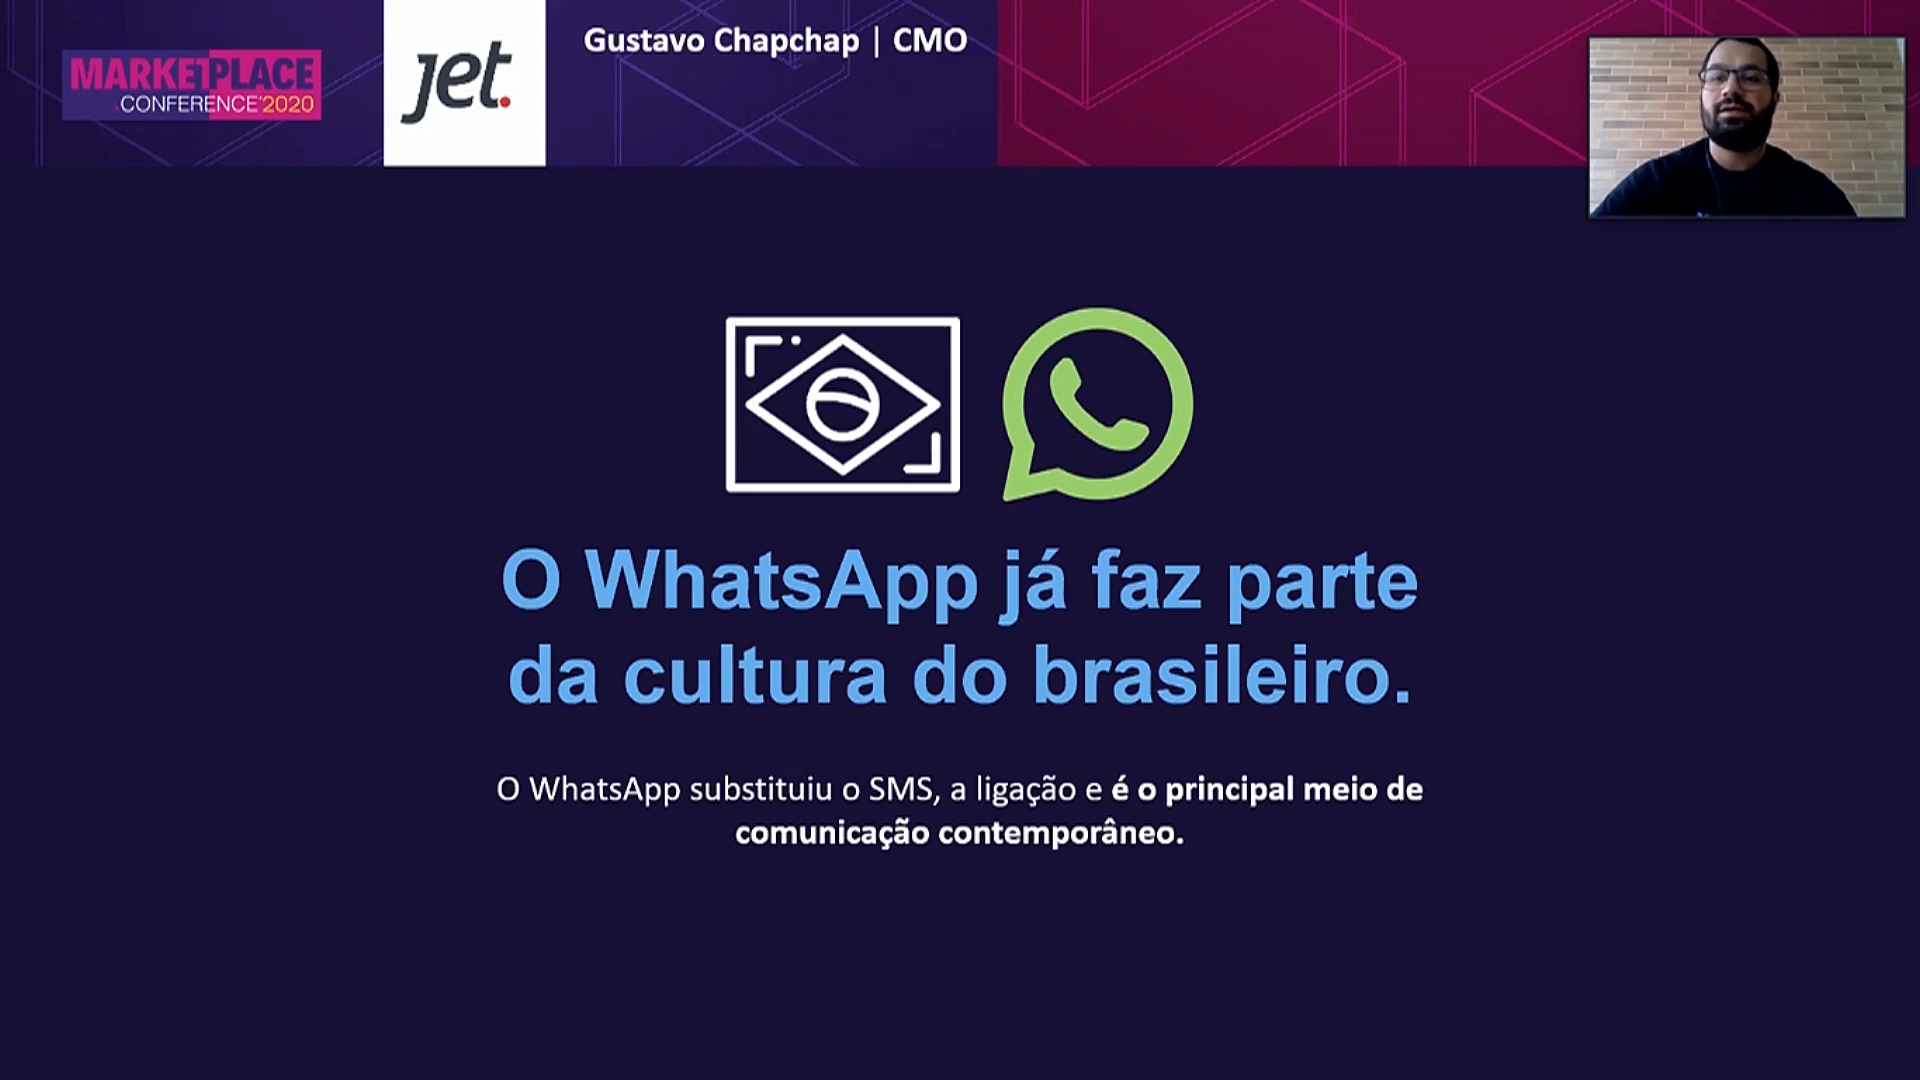 MARKETPLACE
CONFERENCE'2020
jet.
Gustavo Chapchap | CMO
O WhatsApp já faz parte
da cultura do brasileiro.
O WhatsApp substituiu o SMS, a ligação e é o principal meio de
comunicação contemporâneo.